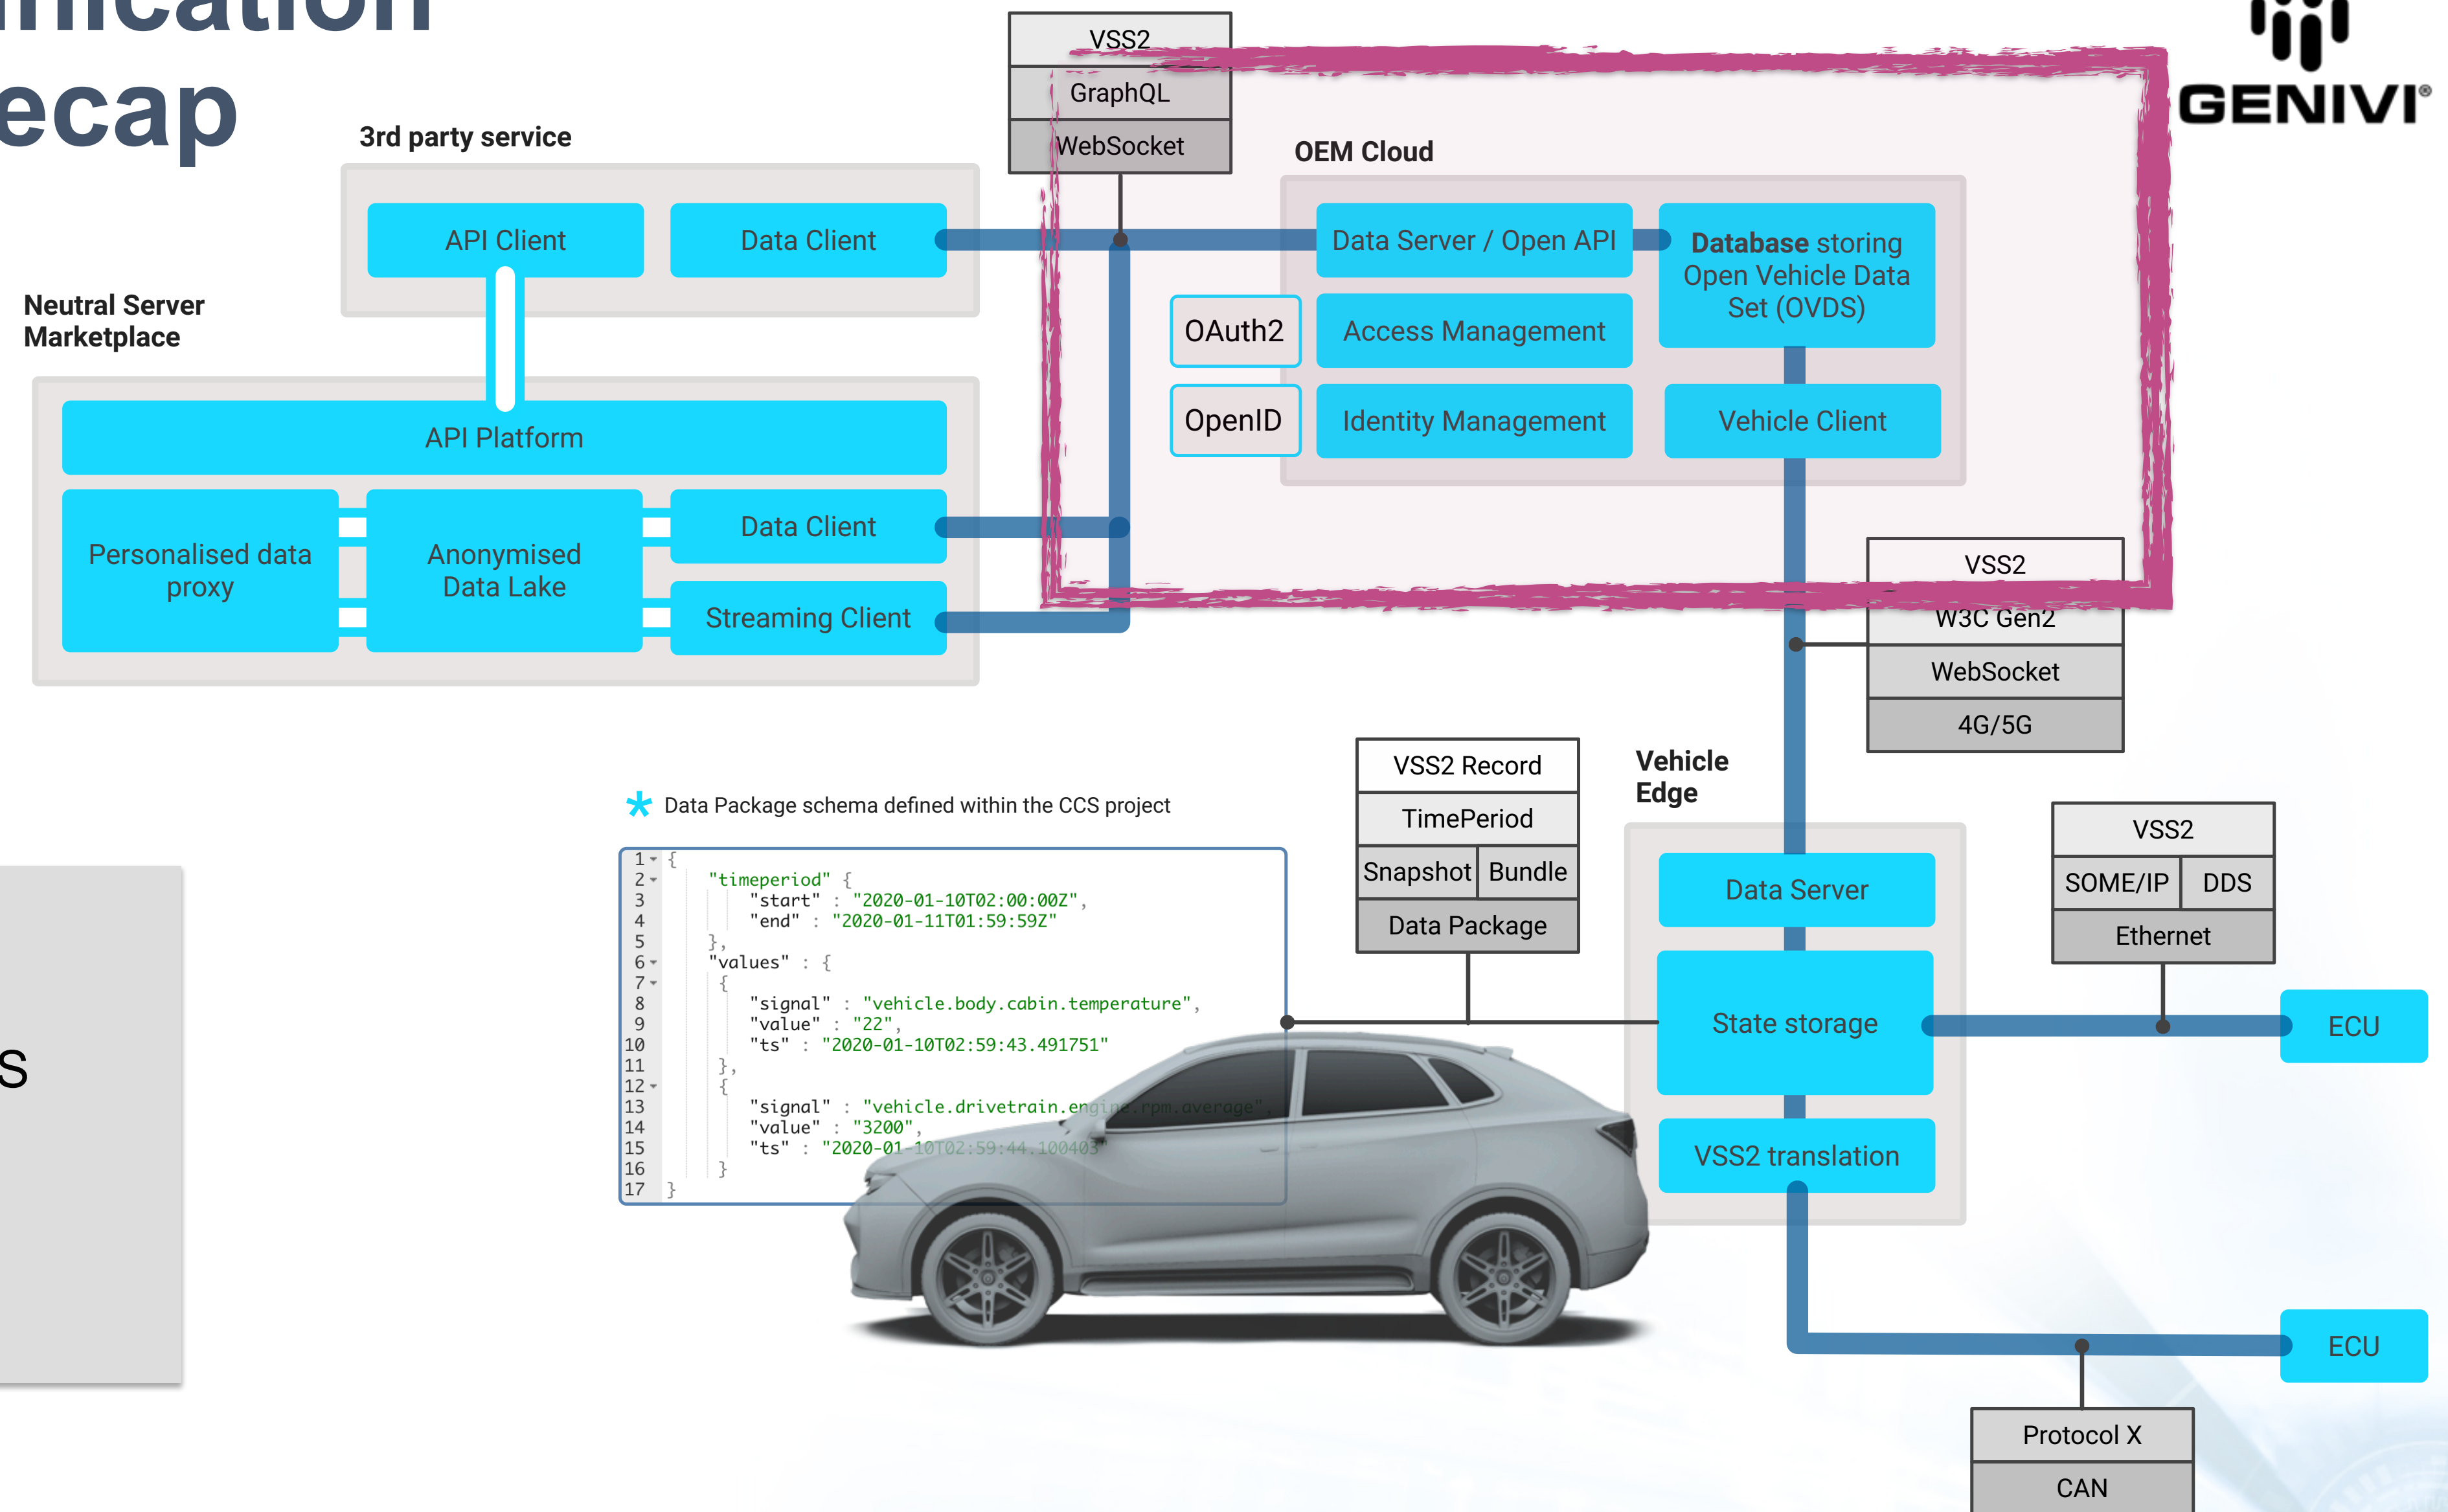 ecap
GENIVI®
VSS2
GraphQL
WebSocket
3rd party service
API Client
Data Client
OEM Cloud
Data Server / Open API
Database storing
Open Vehicle Data
Set (OVDS)
OAuth2
Access Management
OpenID
Identity Management
Vehicle Client
Neutral Server
Marketplace
API Platform
Personalised data
proxy
Anonymised
Data Lake
Data Client
Streaming Client
VSS2
W3C Gen2
WebSocket
4G/5G
* Data Package schema defined within the CCS project
1 {
2 "timeperiod" {
3 "start" : "2020-01-10T02:00:00Z",
4 "end" : "2020-01-11T01:59:59Z"
5 },
6 "values" : {
7 {
8 "signal" : "vehicle.body.cabin.temperature",
9 "value" : "22",
10 "ts" : "2020-01-10T02:59:43.491751"
11 },
12 {
13 "signal" : "vehicle.drivetrain.engine.rpm.average",
14 "value" : "3200",
15 "ts" : "2020-01-10T02:59:44.100403"
16 }
17 }
VSS2 Record
TimePeriod
Snapshot Bundle
Data Package
Vehicle
Edge
Data Server
State storage
VSS2 translation
VSS2
SOME/IP DDS
Ethernet
ECU
ECU
Protocol X
CAN
S